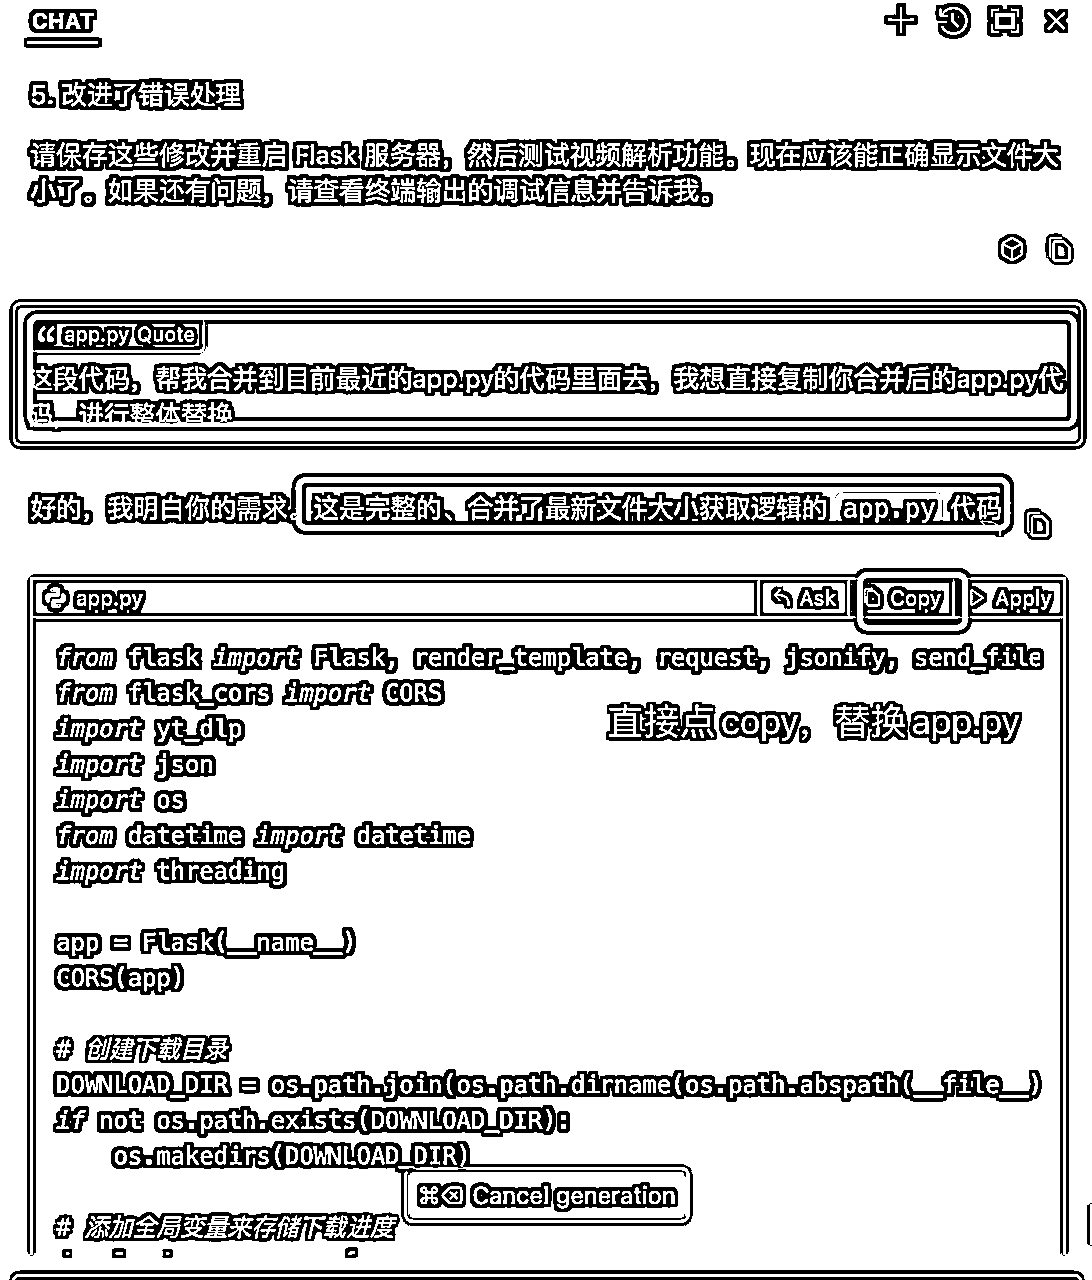 CHAT
5. 改进了错误处理
请保存这些修改并重启 Flask 服务器，然后测试视频解析功能。现在应该能正确显示文件大
小了。如果还有问题，请查看终端输出的调试信息并告诉我。
app.py Quote
这段代码，帮我合并到目前最近的app.py的代码里面去，我想直接复制你合并后的app.py代
码，进行整体替换
好的，我明白你的需求。这是完整的、合并了最新文件大小获取逻辑的 app.py 代码
app.py Ask Copy Apply
from flask import Flask, render_template, request, jsonify, send_file
from flask_cors import CORS
直接点copy，替换app.py
import yt_dlp
import json
import os
from datetime import datetime
import threading
app = Flask(__name__)
CORS(app)
# 创建下载目录
DOWNLOAD_DIR = os.path.join(os.path.dirname(os.path.abspath(__file__)
if not os.path.exists(DOWNLOAD_DIR):
os.makedirs(DOWNLOAD_DIR)
⌘⌫ Cancel generation
# 添加全局变量来存储下载进度